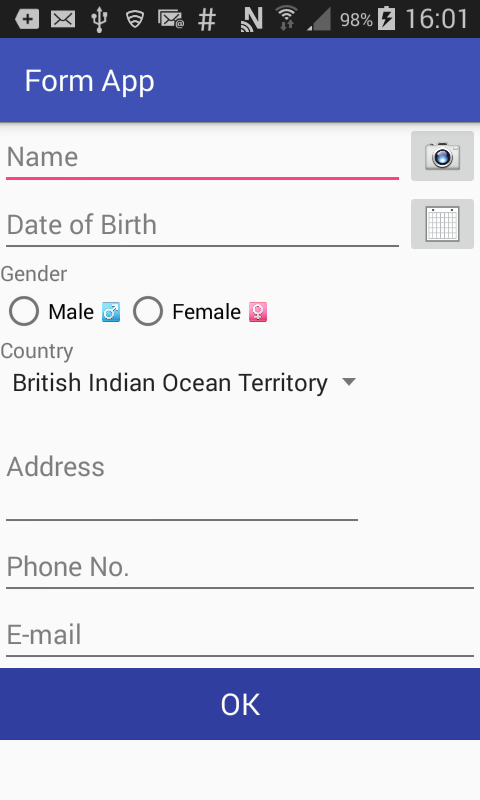 98% 16:01
Form App
Name
Date of Birth
Gender
Male Female
Country
British Indian Ocean Territory
Address
Phone No.
E-mail
OK